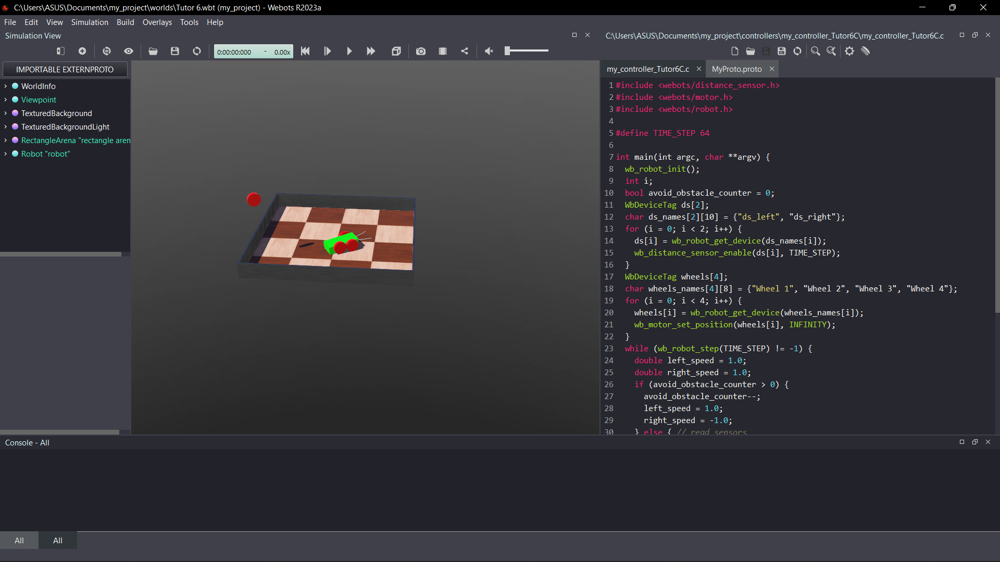 C:\Users\ASUS\Documents\my_project\worlds\Tutor 6.wbt (my_project) - Webots R2023a
File Edit View Simulation Build Overlays Tools Help
Simulation View
C:\Users\ASUS\Documents\my_project\controllers\my_controller_Tutor6C\my_controller_Tutor6C.c
0:00:00:000 - 0.00x
IMPORTABLE EXTERNPROTO
WorldInfo
Viewpoint
TexturedBackground
TexturedBackgroundLight
RectangleArena "rectangle aren
Robot "robot"
my_controller_Tutor6C.c MyProto.proto
1 #include <webots/distance_sensor.h>
2 #include <webots/motor.h>
3 #include <webots/robot.h>
4
5 #define TIME_STEP 64
6
7 int main(int argc, char **argv) {
8 wb_robot_init();
9 int i;
10 bool avoid_obstacle_counter = 0;
11 WbDeviceTag ds[2];
12 char ds_names[2][10] = {"ds_left", "ds_right"};
13 for (i = 0; i < 2; i++) {
14 ds[i] = wb_robot_get_device(ds_names[i]);
15 wb_distance_sensor_enable(ds[i], TIME_STEP);
16 }
17 WbDeviceTag wheels[4];
18 char wheels_names[4][8] = {"Wheel 1", "Wheel 2", "Wheel 3", "Wheel 4"};
19 for (i = 0; i < 4; i++) {
20 wheels[i] = wb_robot_get_device(wheels_names[i]);
21 wb_motor_set_position(wheels[i], INFINITY);
22 }
23 while (wb_robot_step(TIME_STEP) != -1) {
24 double left_speed = 1.0;
25 double right_speed = 1.0;
26 if (avoid_obstacle_counter > 0) {
27 avoid_obstacle_counter--;
28 left_speed = 1.0;
29 right_speed = -1.0;
30 } else { // read sensors
Console - All
All All